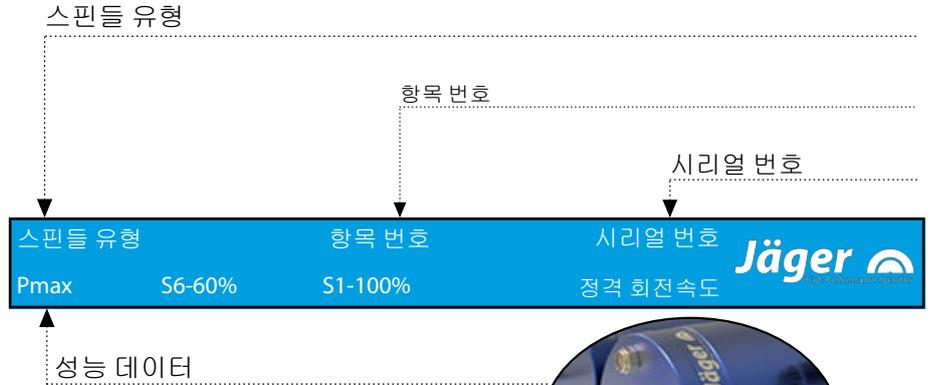 스핀들 유형
항목 번호
시리얼 번호
스핀들 유형 항목 번호 시리얼 번호
Jäger
Pmax S6-60% S1-100% 정격 회전속도
성능 데이터
Jäger